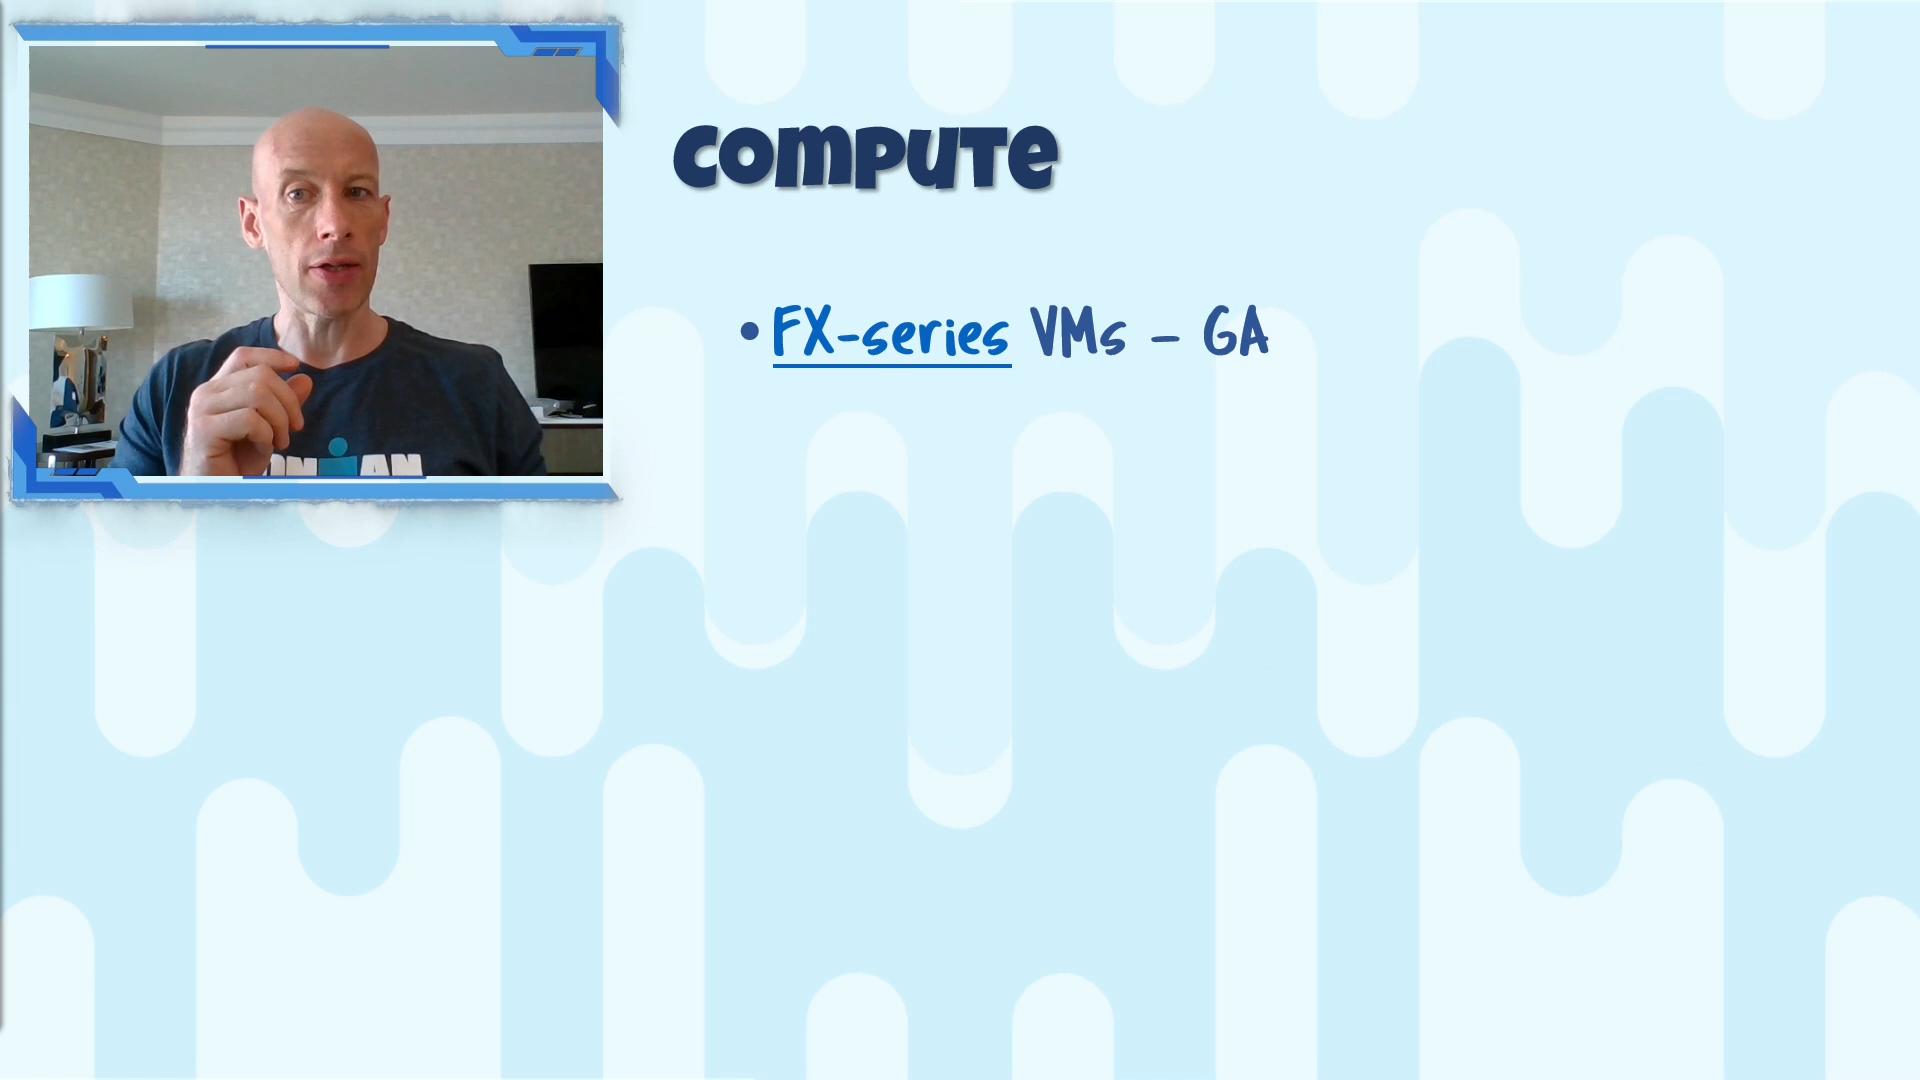 Compute
• FX-series VMs - GA